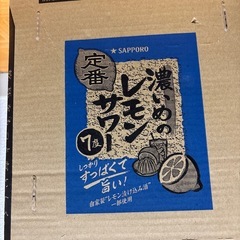 ★ SAPPORO
定番
濃いめの
レモン
サワー
7度
しっかり
すっぱくて
旨い!
自家製“レモン漬け込み酒”
一部使用